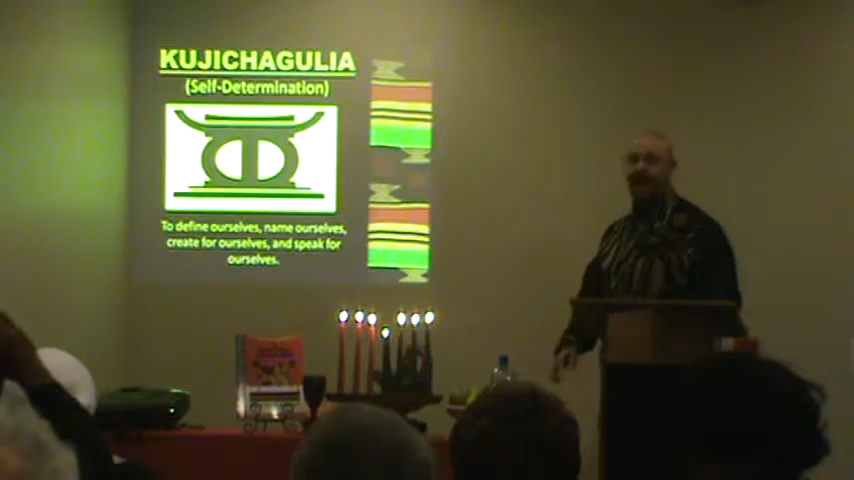 KUJICHAGULIA
(Self-Determination)
To define ourselves, name ourselves,
create for ourselves, and speak for
ourselves.